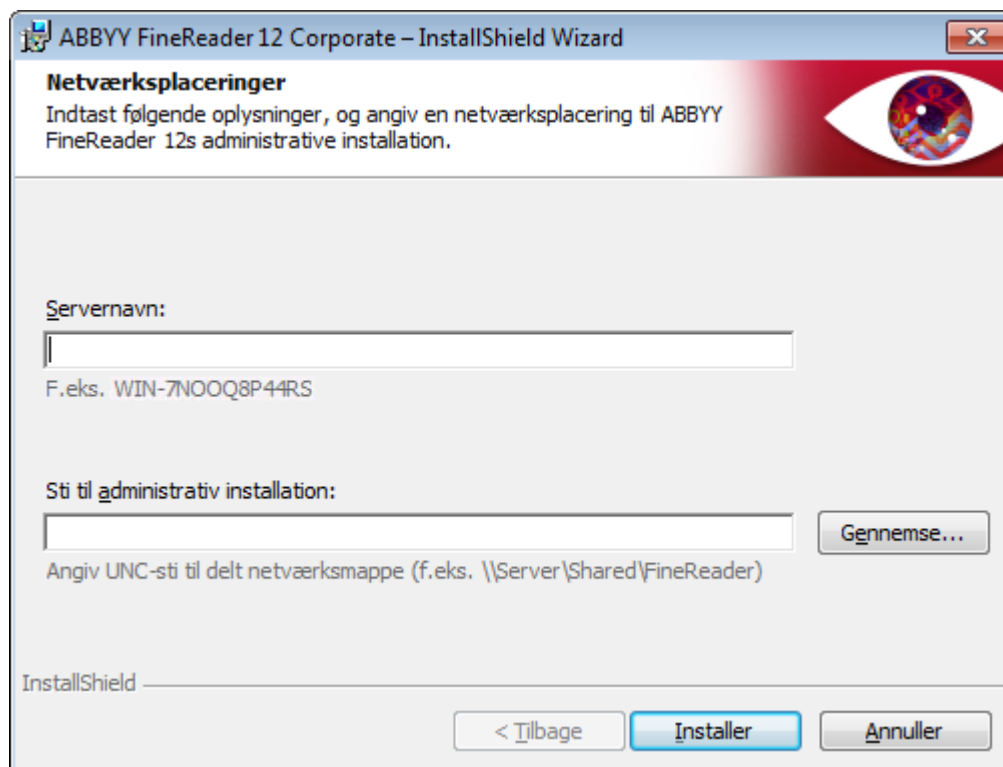 ABBYY FineReader 12 Corporate – InstallShield Wizard
Netværksplaceringer
Indtast følgende oplysninger, og angiv en netværksplacering til ABBYY
FineReader 12s administrative installation.
Servernavn:
F.eks. WIN-7NOOQ8P44RS
Sti til administrativ installation:
Gennemse...
Angiv UNC-sti til delt netværksmappe (f.eks. \\Server\Shared\FineReader)
InstallShield
< Tilbage
Installer
Annuller